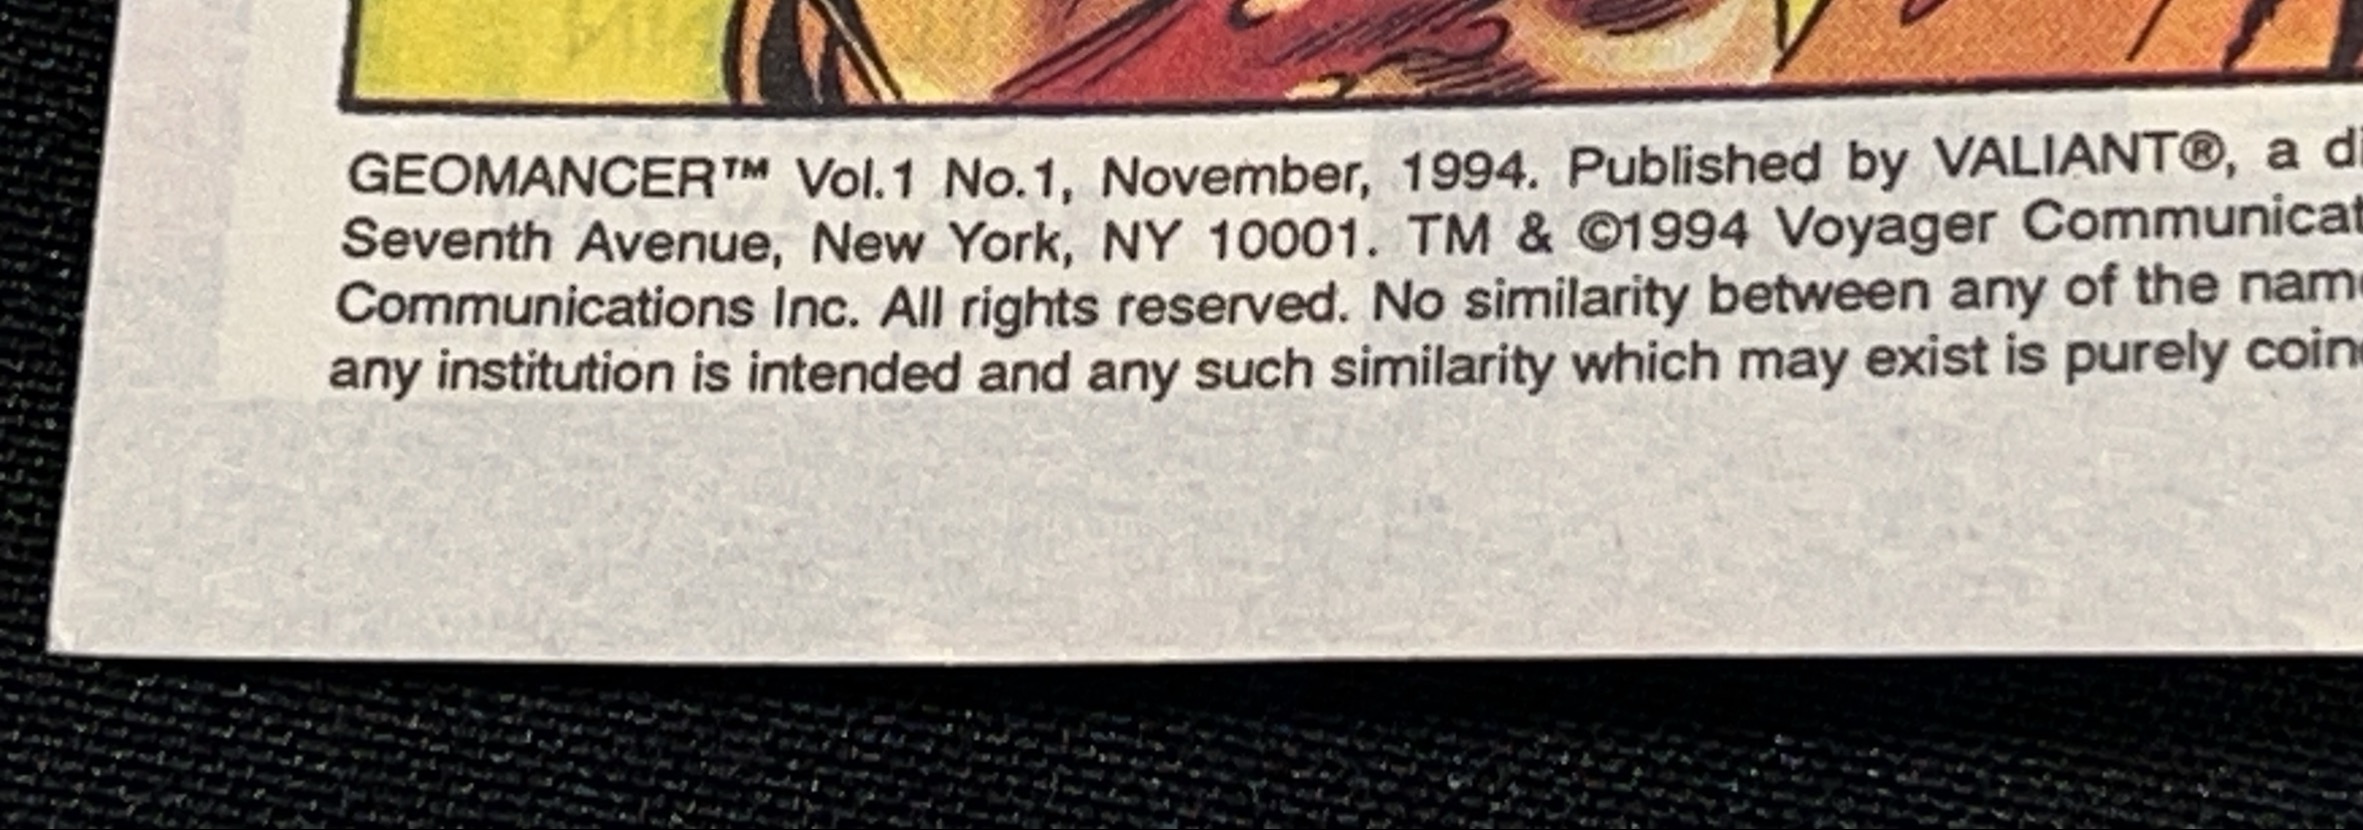 GEOMANCER™ Vol.1 No.1, November, 1994. Published by VALIANT®, a
Seventh Avenue, New York, NY 10001. TM & ©1994 Voyager
Communications Inc. All rights reserved. No similarity between any of the
any institution is intended and any such similarity which may exist is purely